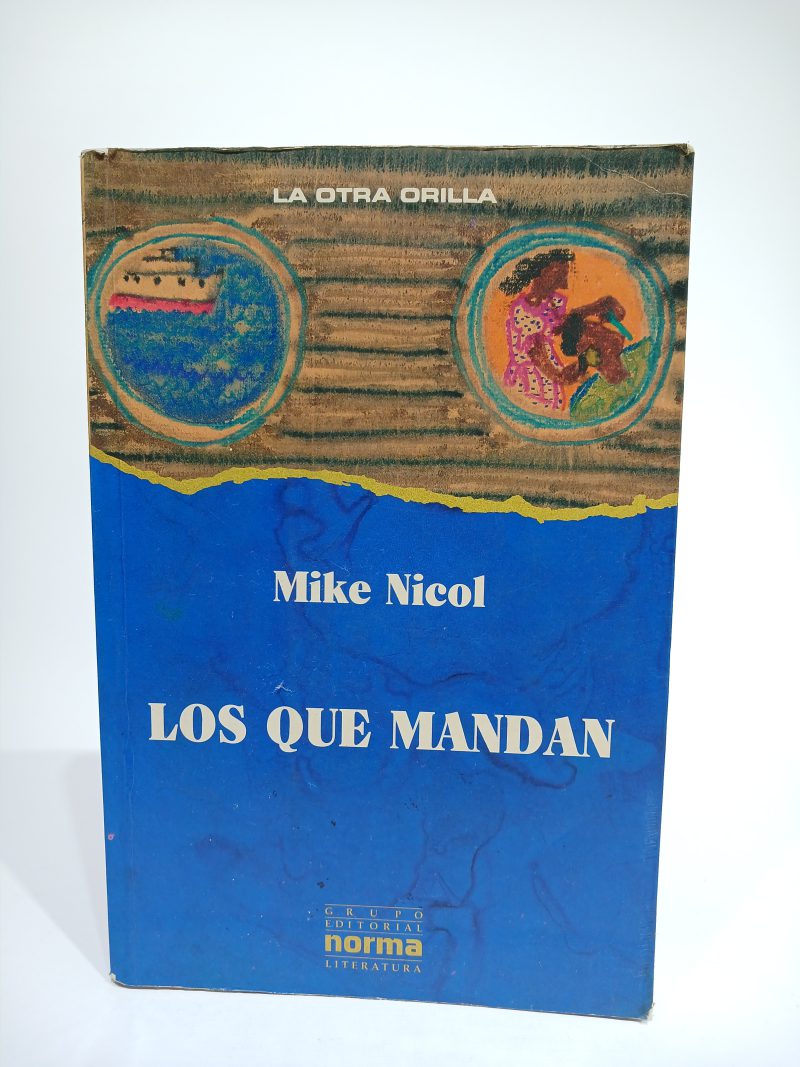 LA OTRA ORILLA
Mike Nicol
LOS QUE MANDAN
GRUPO
EDITORIAL
norma
LITERATURA